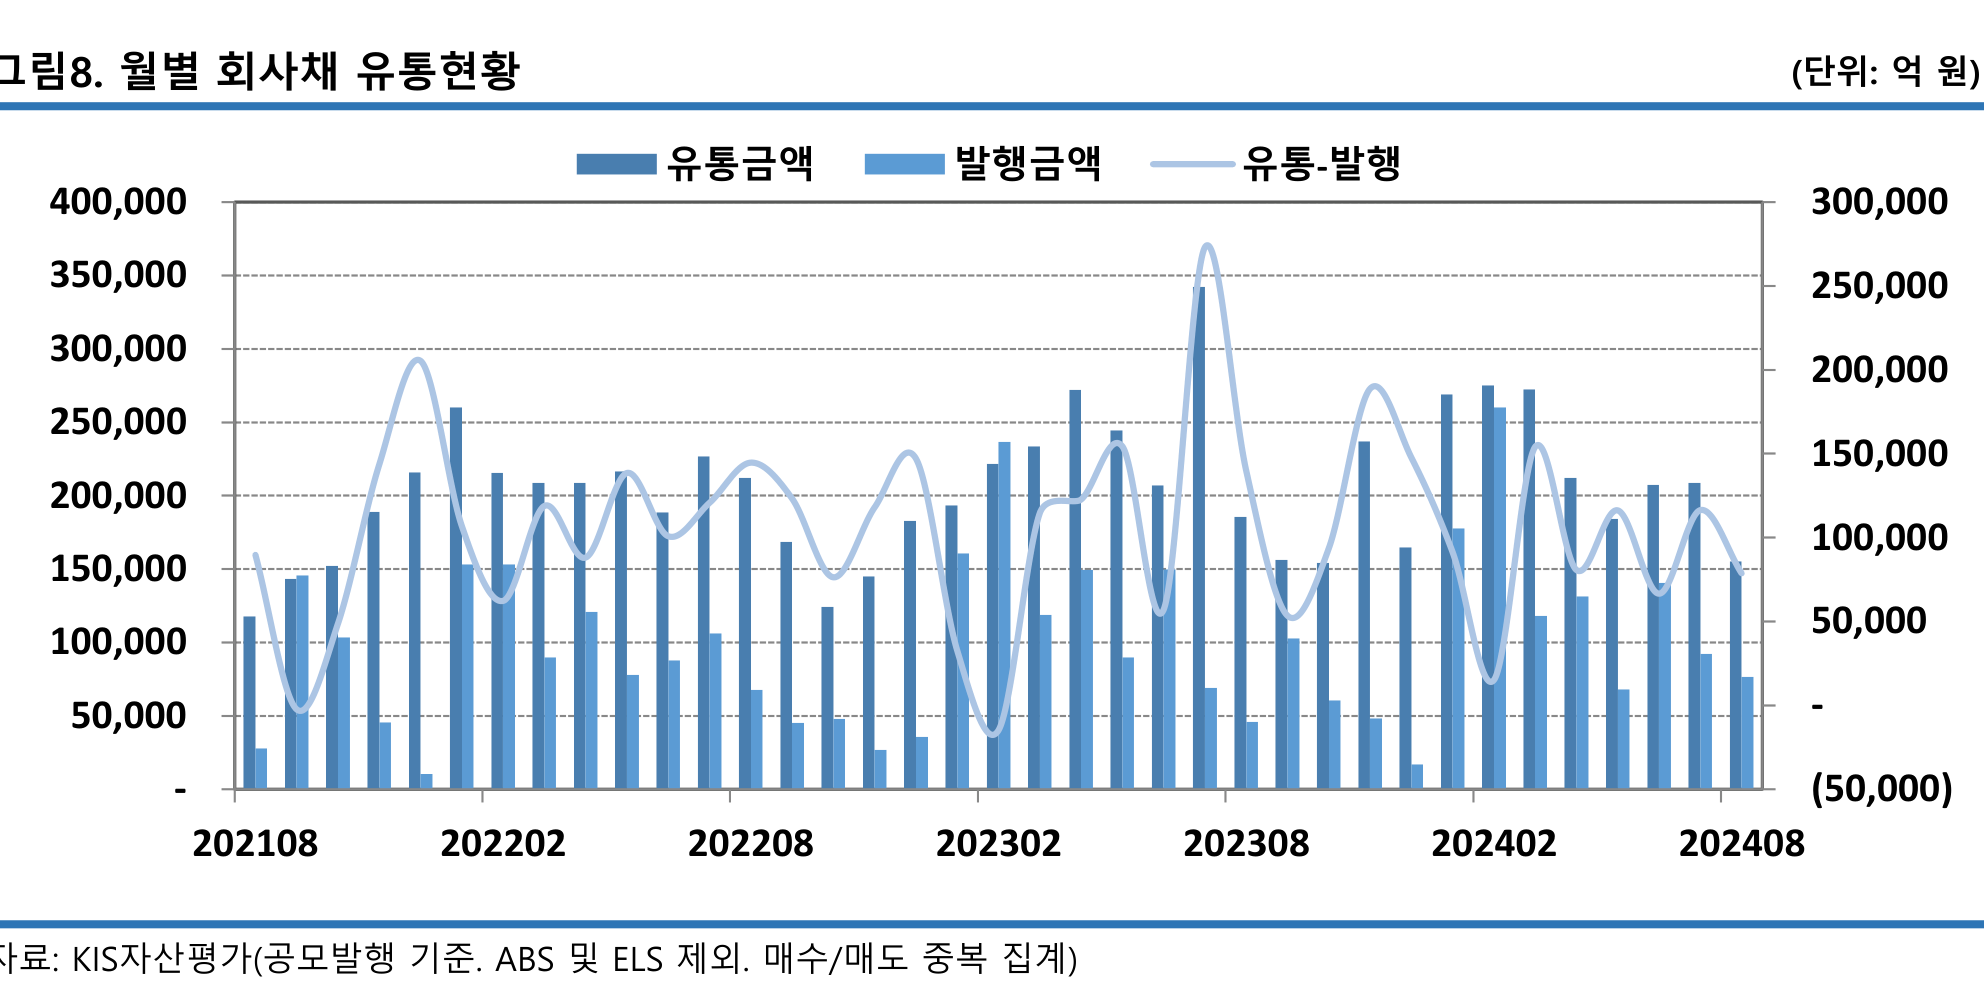 그림8. 월별 회사채 유통현황
(단위: 억 원)
유통금액 발행금액 유통-발행
400,000 300,000
350,000 250,000
300,000 200,000
250,000 150,000
200,000 100,000
150,000 50,000
100,000 -
50,000 (50,000)
-
202108 202202 202208 202302 202308 202402 202408
자료: KIS자산평가(공모발행 기준. ABS 및 ELS 제외. 매수/매도 중복 집계)